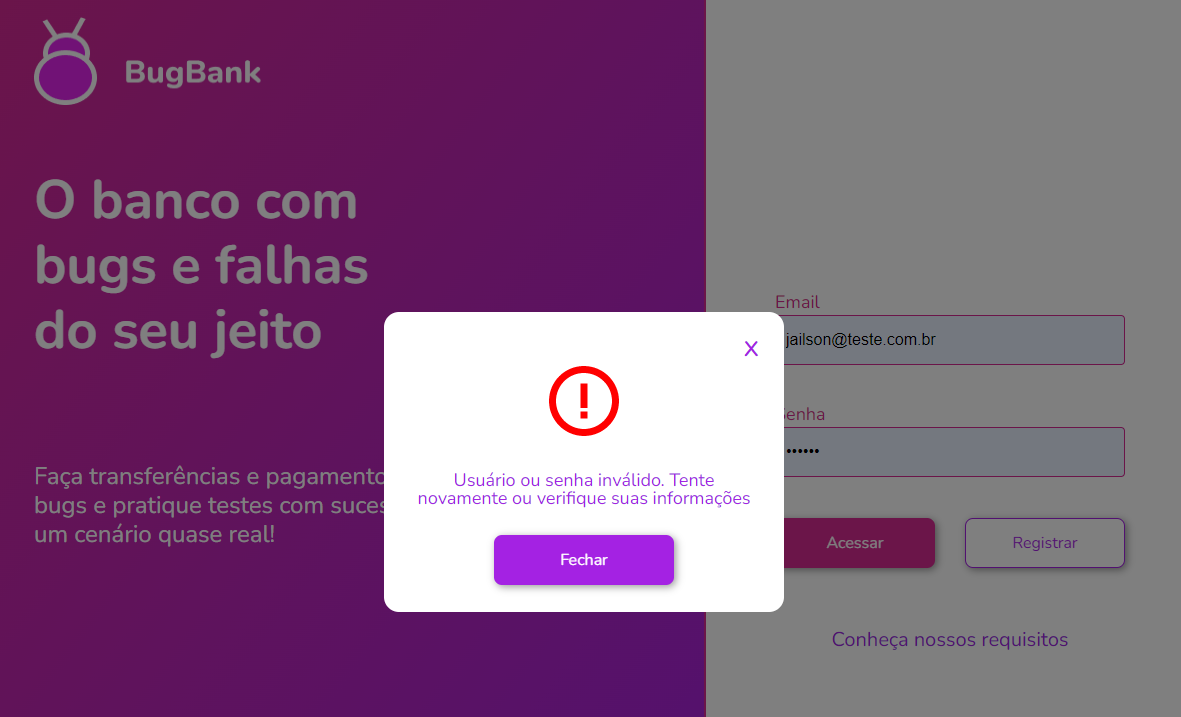 BugBank
O banco com
bugs e falhas
do seu jeito
Faça transferências e pagamento
bugs e pratique testes com suces
um cenário quase real!
X
Usuário ou senha inválido. Tente
novamente ou verifique suas informações
Fechar
Email
jailson@teste.com.br
Senha
••••••
Acessar
Registrar
Conheça nossos requisitos